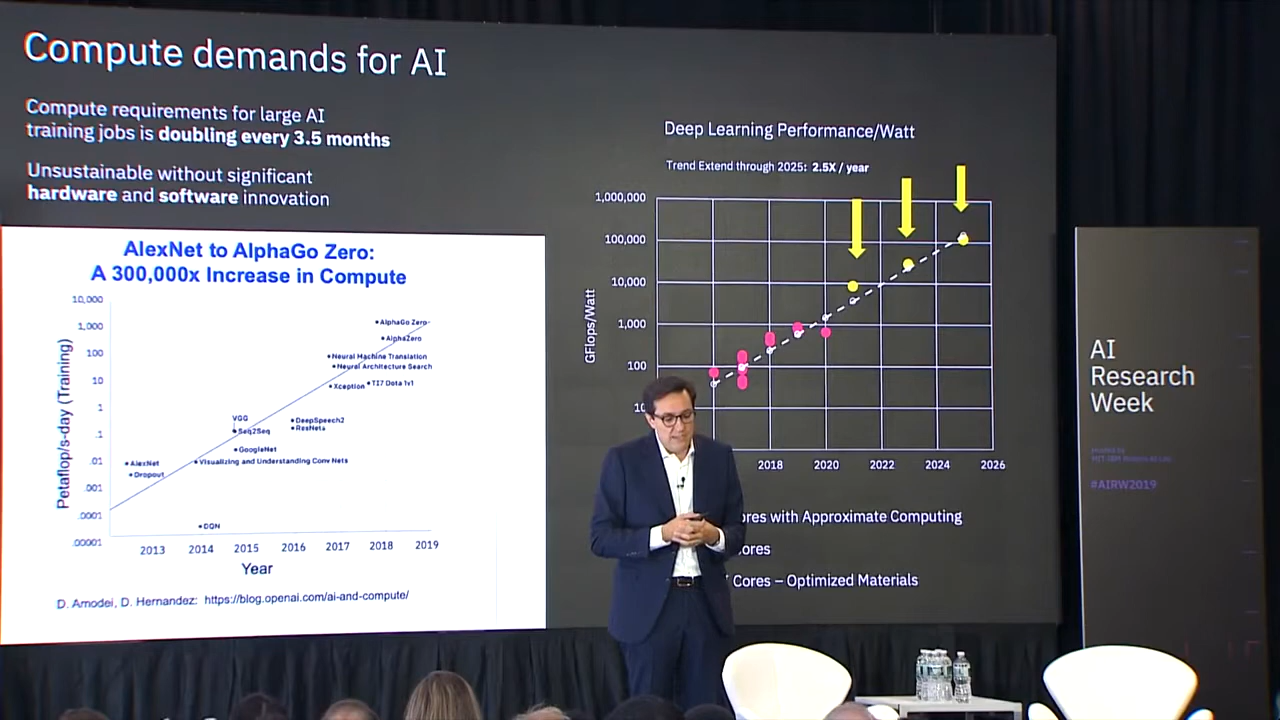 Compute demands for AI
Compute requirements for large AI
training jobs is doubling every 3.5 months
Unsustainable without significant
hardware and software innovation
AlexNet to AlphaGo Zero:
A 300,000x Increase in Compute
Petaflop/s-day (Training)
10,000
1,000
100
10
1
.1
.01
.001
.0001
.00001
AlphaGo Zero
AlphaZero
Neural Machine Translation
Neural Architecture Search
Xception
TI7 Dota 1v1
VGG
Seq2Seq
DeepSpeech2
ResNets
GoogleNet
AlexNet
Visualizing and Understanding Conv Nets
Dropout
DQN
2013 2014 2015 2016 2017 2018 2019
Year
D. Amodei, D. Hernandez: https://blog.openai.com/ai-and-compute/
Deep Learning Performance/Watt
Trend Extend through 2025: 2.5X / year
GFlops/Watt
1,000,000
100,000
10,000
1,000
100
10
2018 2020 2022 2024 2026
with Approximate Computing
Cores – Optimized Materials
AI
Research
Week
#AIRW2019